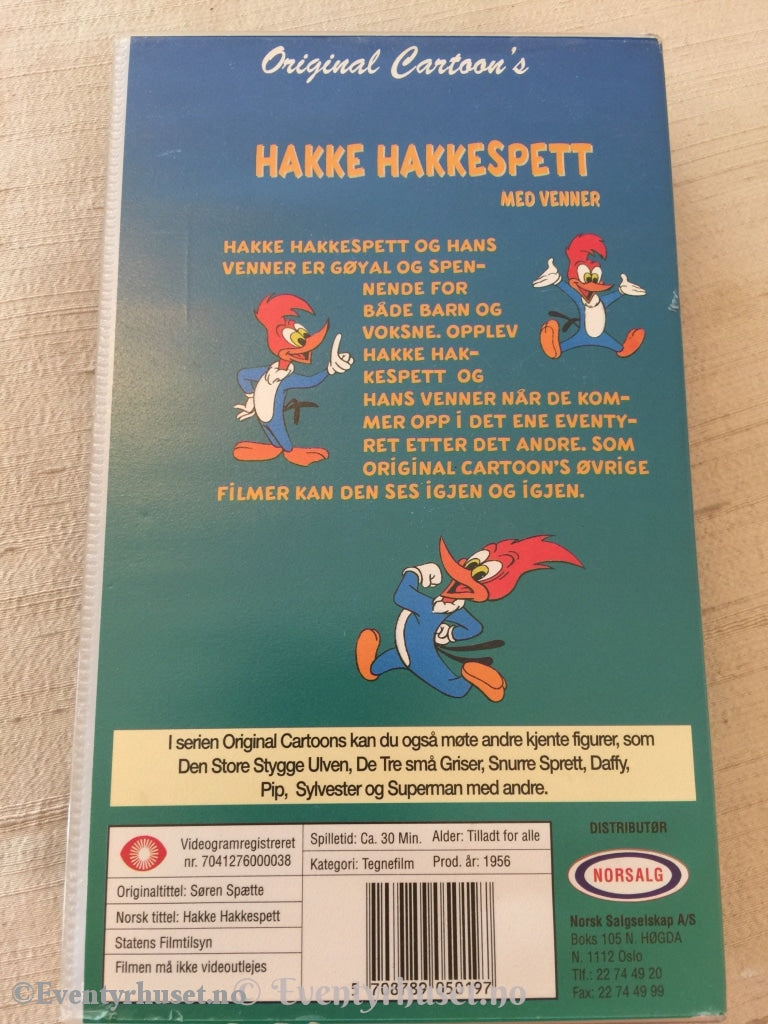 Original Cartoon's
HAKKE HAKKESPETT
MED VENNER
HAKKE HAKKESPETT OG HANS
VENNER ER GØYAL OG SPEN-
NENDE FOR
BÅDE BARN OG
VOKSNE. OPPLEV
HAKKE HAK-
KESPETT OG
HANS VENNER NÅR DE KOM-
MER OPP I DET ENE EVENTY-
RET ETTER DET ANDRE. SOM
ORIGINAL CARTOON'S ØVRIGE
FILMER KAN DEN SES IGJEN OG IGJEN.
I serien Original Cartoons kan du også møte andre kjente figurer, som
Den Store Stygge Ulven, De Tre små Griser, Snurre Sprett, Daffy,
Pip, Sylvester og Superman med andre.
Videogramregistreret
nr. 7041276000038
Spilletid: Ca. 30 Min. Alder: Tilladt for alle
Kategori: Tegnefilm Prod. år: 1956
Originaltittel: Søren Spætte
Norsk tittel: Hakke Hakkespett
Statens Filmtilsyn
Filmen må ikke videoutlejes
5 708789 050197
DISTRIBUTØR
NORSALG
Norsk Salgselskap A/S
Boks 105 N. HØGDA
N. 1112 Oslo
Tlf.: 22 74 49 20
Fax: 22 74 49 99
©Eventyrhuset.no © Eventyrhuset.no